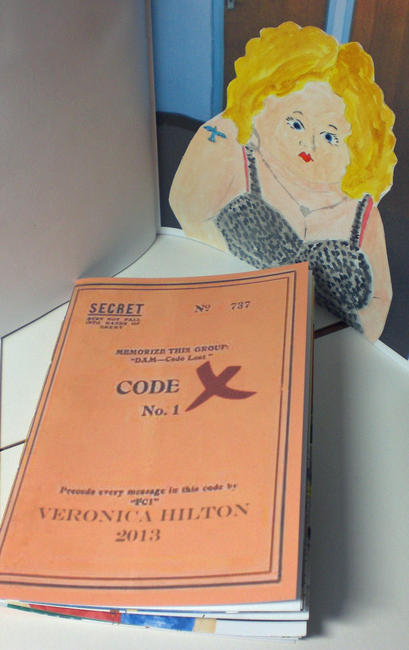 SECRET
MUST NOT FALL
INTO HANDS OF
ENEMY
No 737
MEMORIZE THIS GROUP:
"DAM—Code Lost"
CODE X
No. 1
Precede every message in this code by
"FCI"
VERONICA HILTON
2013